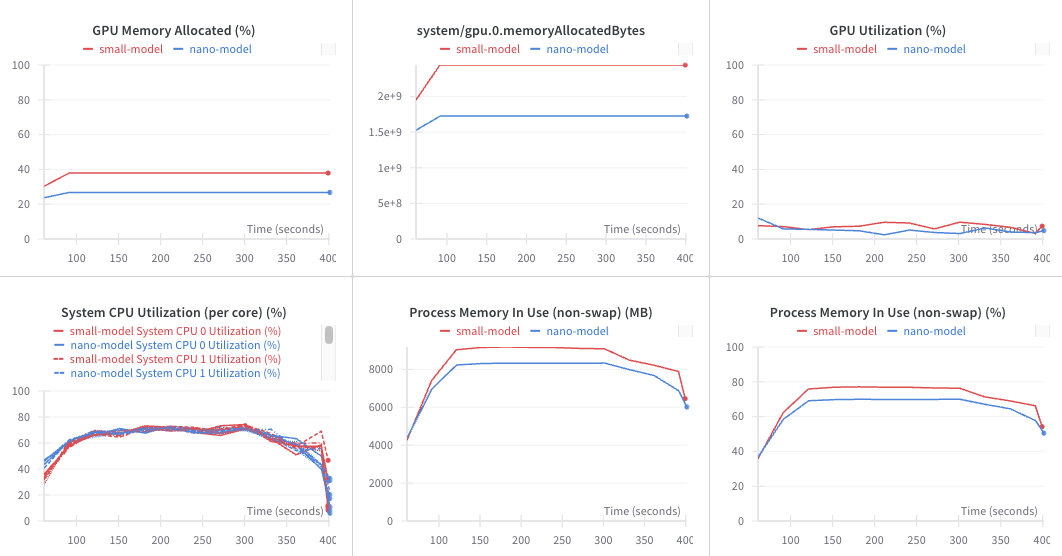 GPU Memory Allocated (%)
small-model nano-model
100
80
60
40
20
0
Time (seconds)
100 150 200 250 300 350 400
system/gpu.0.memoryAllocatedBytes
small-model nano-model
2e+9
1.5e+9
1e+9
5e+8
0
Time (seconds)
100 150 200 250 300 350 400
GPU Utilization (%)
small-model nano-model
100
80
60
40
20
0
Time (seconds)
100 150 200 250 300 350 400
System CPU Utilization (per core) (%)
small-model System CPU 0 Utilization (%)
nano-model System CPU 0 Utilization (%)
small-model System CPU 1 Utilization (%)
nano-model System CPU 1 Utilization (%)
100
80
60
40
20
0
Time (seconds)
100 150 200 250 300 350 400
Process Memory In Use (non-swap) (MB)
small-model nano-model
8000
6000
4000
2000
0
Time (seconds)
100 150 200 250 300 350 400
Process Memory In Use (non-swap) (%)
small-model nano-model
100
80
60
40
20
0
Time (seconds)
100 150 200 250 300 350 400